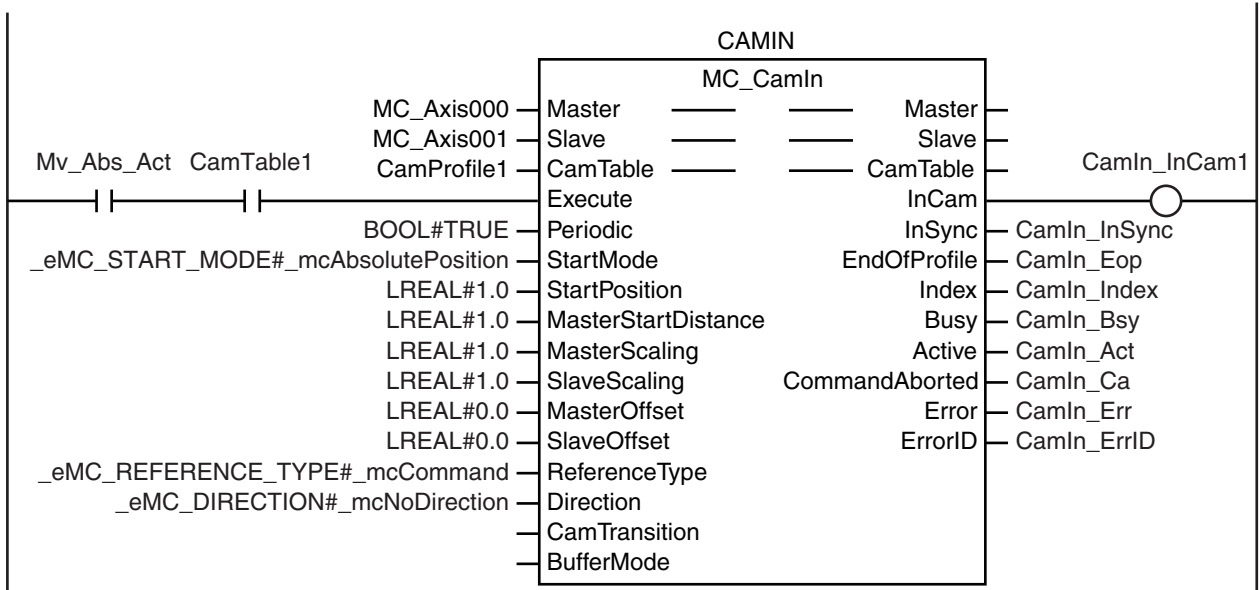 CAMIN
MC_CamIn
MC_Axis000 Master Master
MC_Axis001 Slave Slave
Mv_Abs_Act CamTable1 CamProfile1 CamTable CamTable CamIn_InCam1
Execute InCam
BOOL#TRUE Periodic InSync CamIn_InSync
_eMC_START_MODE#_mcAbsolutePosition StartMode EndOfProfile CamIn_Eop
LREAL#1.0 StartPosition Index CamIn_Index
LREAL#1.0 MasterStartDistance Busy CamIn_Bsy
LREAL#1.0 MasterScaling Active CamIn_Act
LREAL#1.0 SlaveScaling CommandAborted CamIn_Ca
LREAL#0.0 MasterOffset Error CamIn_Err
LREAL#0.0 SlaveOffset ErrorID CamIn_ErrID
_eMC_REFERENCE_TYPE#_mcCommand ReferenceType
_eMC_DIRECTION#_mcNoDirection Direction
CamTransition
BufferMode